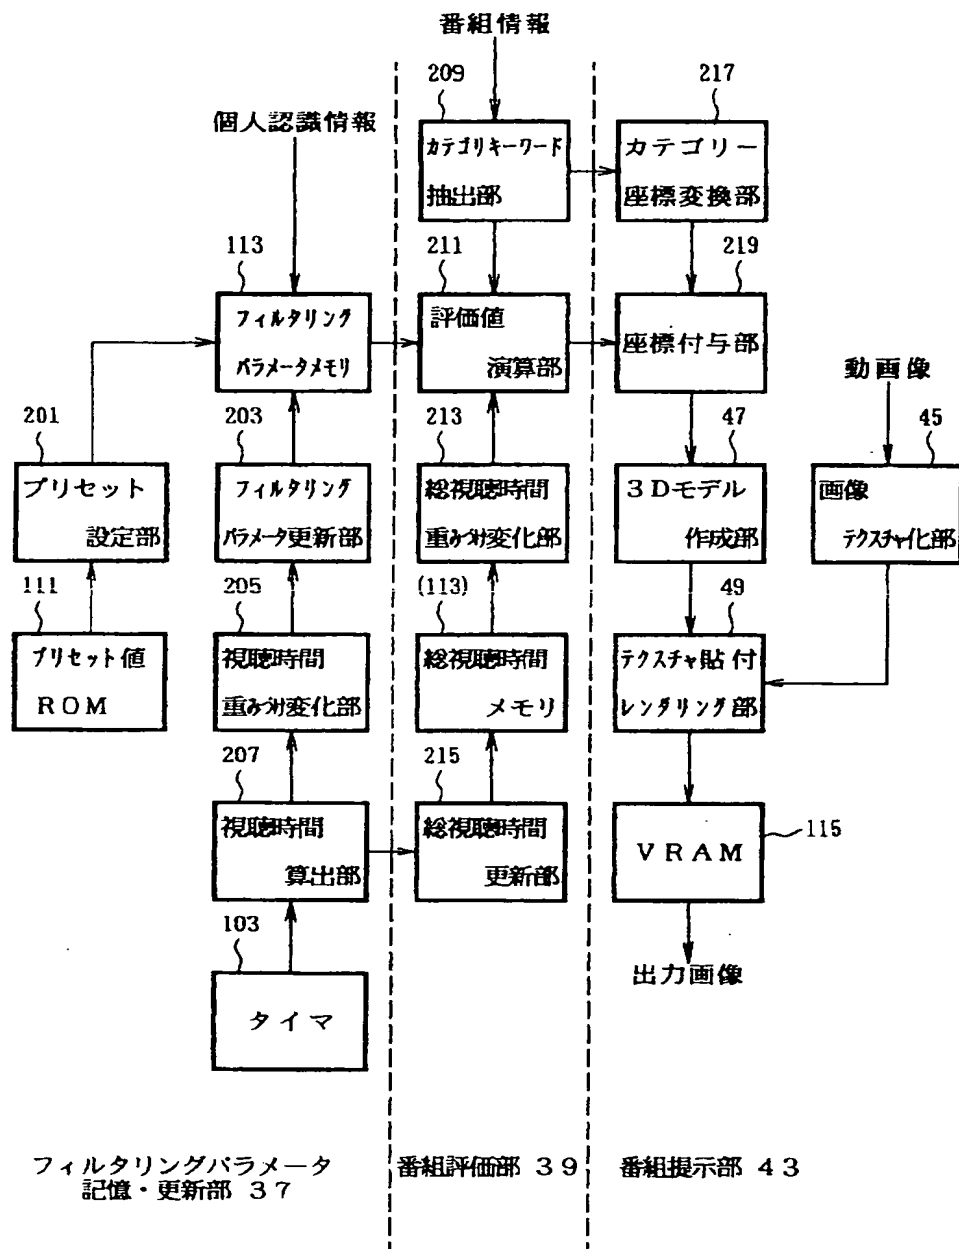 番組情報
個人認識情報
209
カテゴリキーワード
抽出部
217
カテゴリー
座標変換部
113
フィルタリング
パラメータメモリ
211
評価値
演算部
219
座標付与部
動画像
201
プリセット
設定部
203
フィルタリング
パラメータ更新部
213
総視聴時間
重みつけ変化部
47
3Dモデル
作成部
45
画像
テクスチャ化部
111
プリセット値
ROM
205
視聴時間
重みつけ変化部
(113)
総視聴時間
メモリ
49
テクスチャ貼付
レンダリング部
207
視聴時間
算出部
215
総視聴時間
更新部
VRAM
115
103
タイマ
出力画像
フィルタリングパラメータ
記憶・更新部 37
番組評価部 39
番組提示部 43